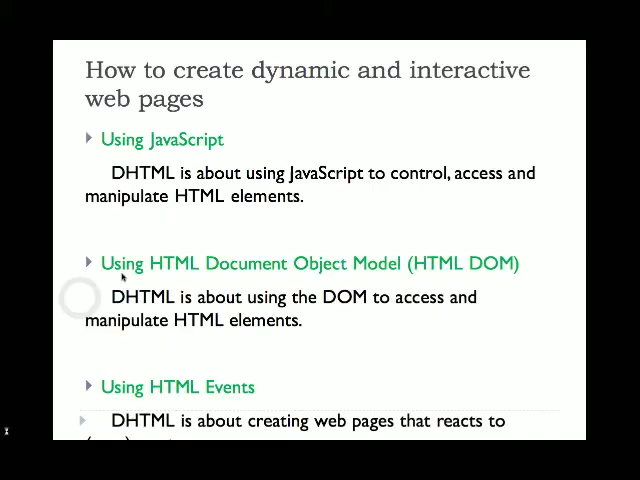 How to create dynamic and interactive
web pages
Using JavaScript
DHTML is about using JavaScript to control, access and
manipulate HTML elements.
Using HTML Document Object Model (HTML DOM)
DHTML is about using the DOM to access and
manipulate HTML elements.
Using HTML Events
DHTML is about creating web pages that reacts to